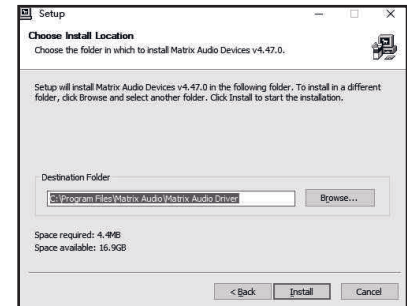 Setup
Choose Install Location
Choose the folder in which to install Matrix Audio Devices v4.47.0.
Setup will install Matrix Audio Devices v4.47.0 in the following folder. To install in a different
folder, click Browse and select another folder. Click Install to start the installation.
Destination Folder
C:\Program Files\Matrix Audio\Matrix Audio Driver
Browse...
Space required: 4.4MB
Space available: 16.9GB
< Back
Install
Cancel